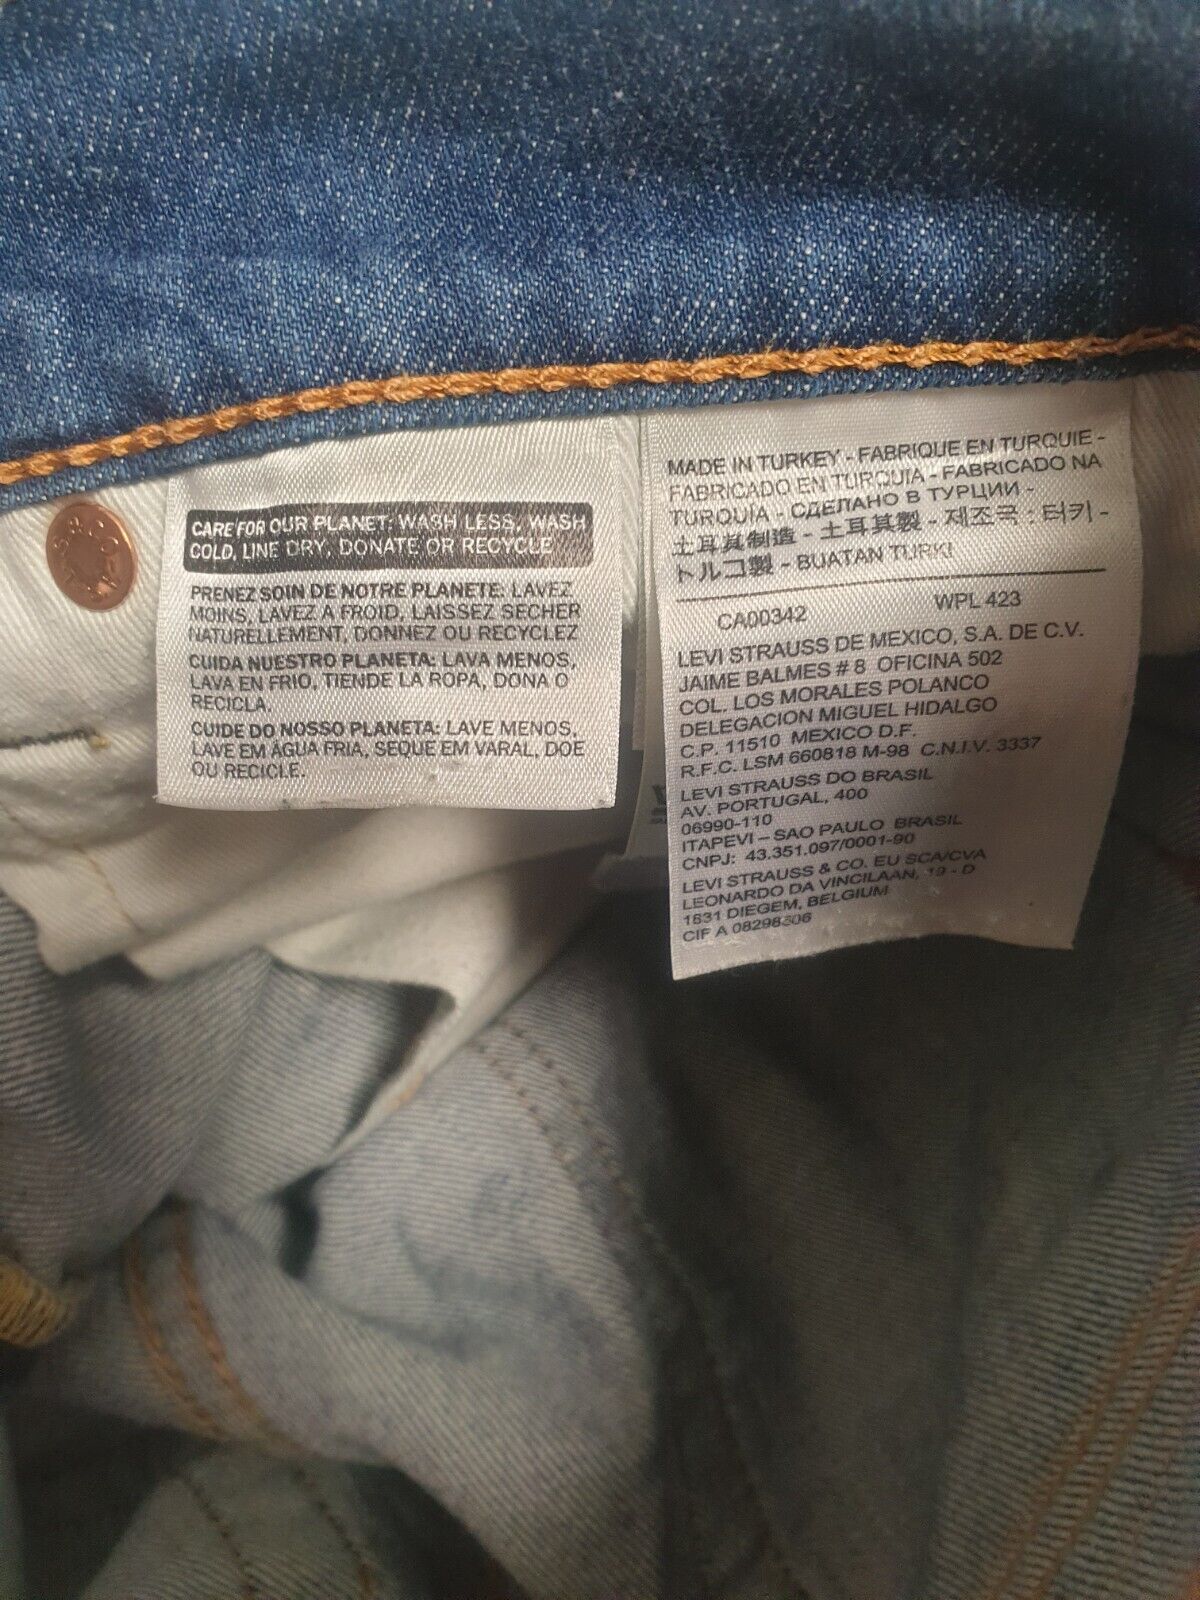 & CO
CARE FOR OUR PLANET: WASH LESS, WASH
COLD, LINE DRY, DONATE OR RECYCLE
PRENEZ SOIN DE NOTRE PLANETE: LAVEZ
MOINS, LAVEZ A FROID, LAISSEZ SECHER
NATURELLEMENT, DONNEZ OU RECYCLEZ
CUIDA NUESTRO PLANETA: LAVA MENOS,
LAVA EN FRIO, TIENDE LA ROPA, DONA O
RECICLA.
CUIDE DO NOSSO PLANETA: LAVE MENOS,
LAVE EM ÁGUA FRIA, SEQUE EM VARAL, DOE
OU RECICLE.
MADE IN TURKEY - FABRIQUE EN TURQUIE -
FABRICADO EN TURQUIA - FABRICADO NA
TURQUIA - СДЕЛАНО В ТУРЦИИ -
土耳其制造 - 土耳其製 - 제조국 : 터키 -
トルコ製 - BUATAN TURKI
CA00342 WPL 423
LEVI STRAUSS DE MEXICO, S.A. DE C.V.
JAIME BALMES # 8 OFICINA 502
COL. LOS MORALES POLANCO
DELEGACION MIGUEL HIDALGO
C.P. 11510 MEXICO D.F.
R.F.C. LSM 660818 M-98 C.N.I.V. 3337
LEVI STRAUSS DO BRASIL
AV. PORTUGAL, 400
06990-110
ITAPEVI – SAO PAULO BRASIL
CNPJ: 43.351.097/0001-90
LEVI STRAUSS & CO. EU SCA/CVA
LEONARDO DA VINCILAAN, 19 - D
1831 DIEGEM, BELGIUM
CIF A 08298306